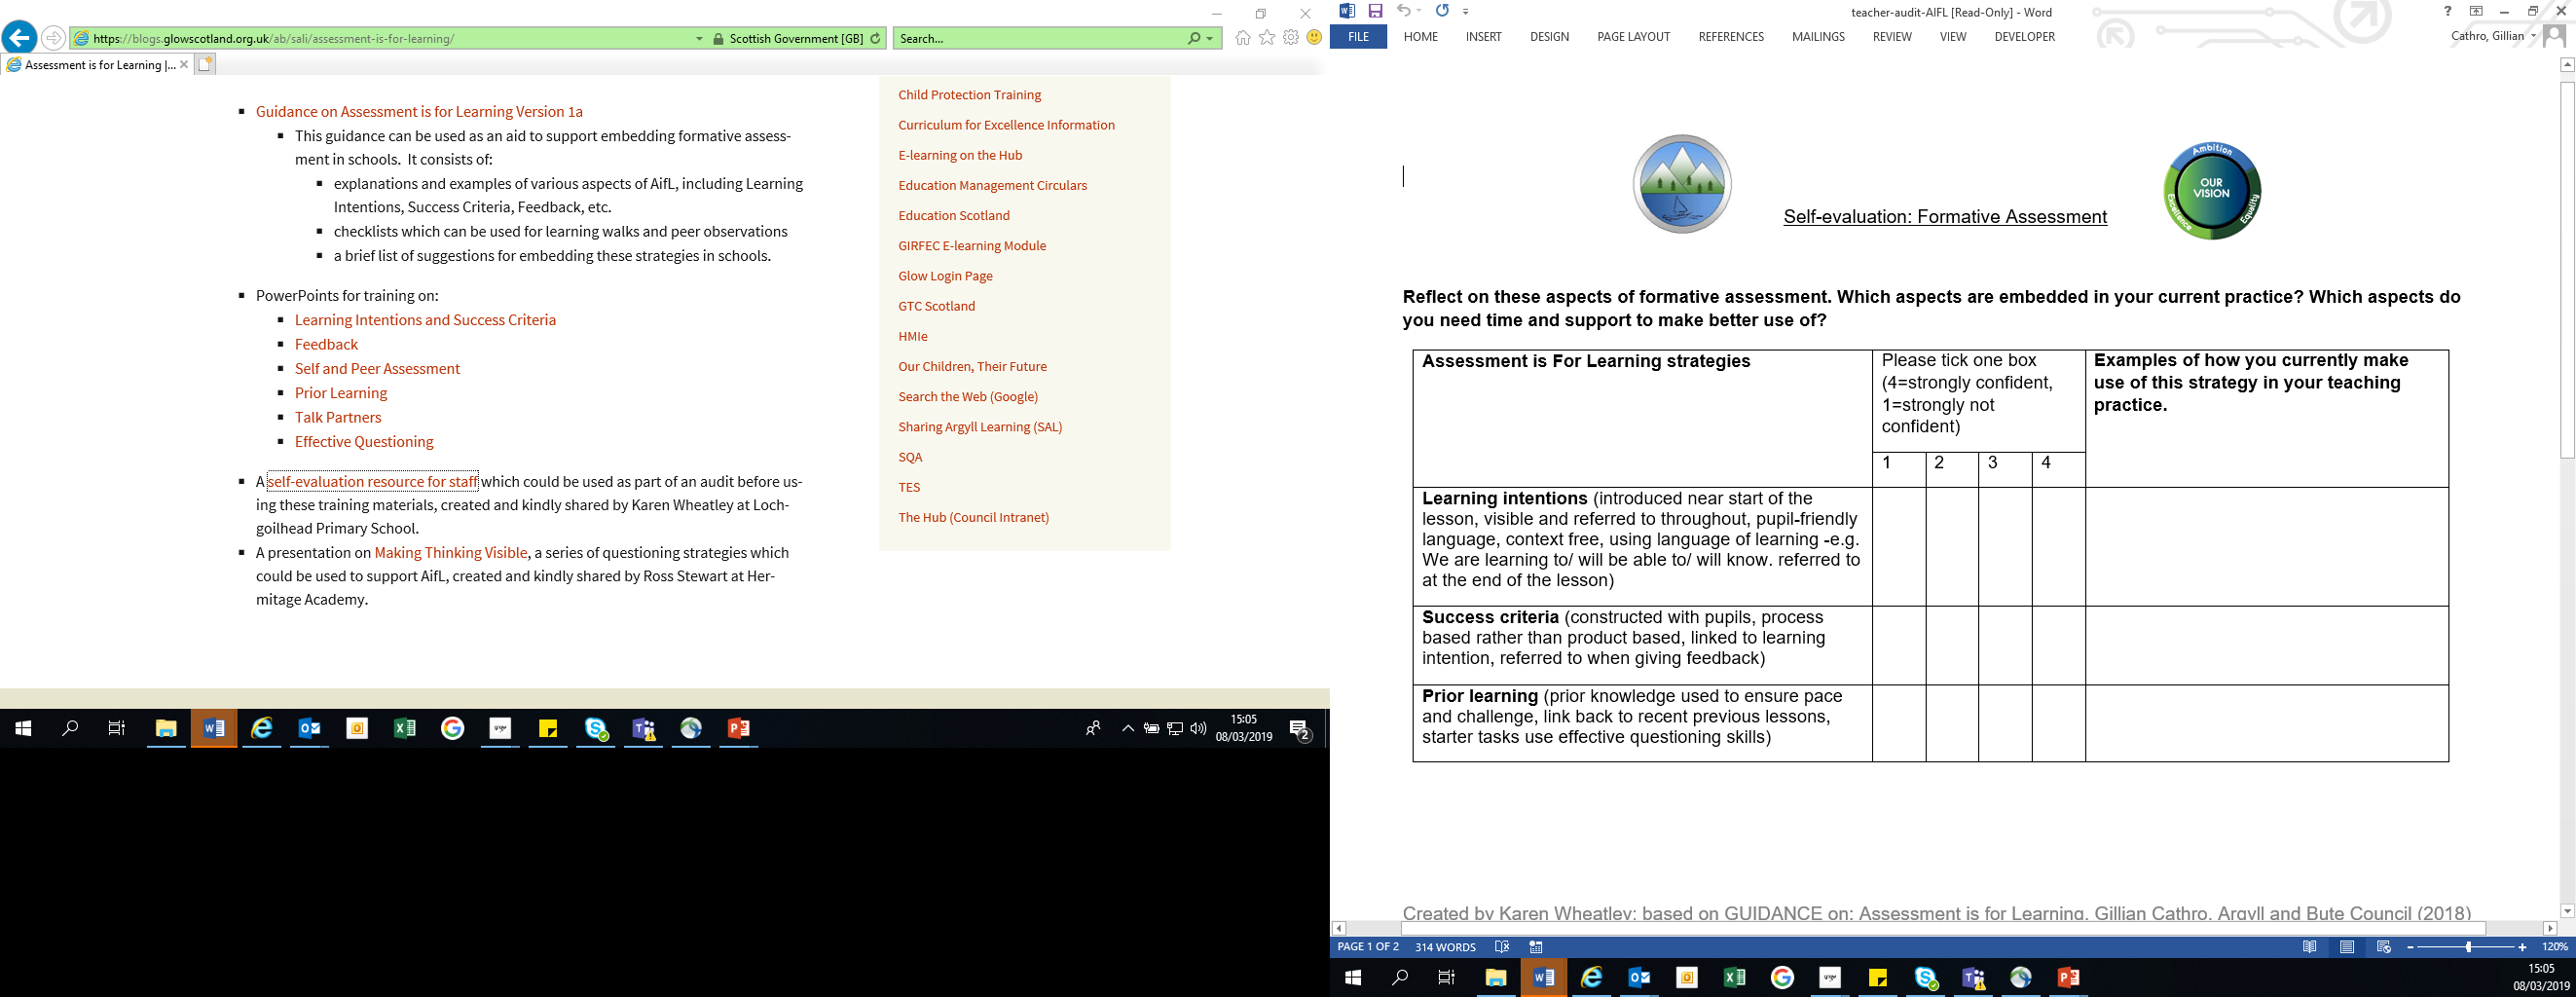 https://blogs.glowscotland.org.uk/ab/sali/assessment-is-for-learning/
Scottish Government [GB]
Search...
Assessment is for Learning |...
Guidance on Assessment is for Learning Version 1a
This guidance can be used as an aid to support embedding formative assess-
ment in schools. It consists of:
explanations and examples of various aspects of AifL, including Learning
Intentions, Success Criteria, Feedback, etc.
checklists which can be used for learning walks and peer observations
a brief list of suggestions for embedding these strategies in schools.
PowerPoints for training on:
Learning Intentions and Success Criteria
Feedback
Self and Peer Assessment
Prior Learning
Talk Partners
Effective Questioning
A self-evaluation resource for staff which could be used as part of an audit before us-
ing these training materials, created and kindly shared by Karen Wheatley at Loch-
goilhead Primary School.
A presentation on Making Thinking Visible, a series of questioning strategies which
could be used to support AifL, created and kindly shared by Ross Stewart at Her-
mitage Academy.
Child Protection Training
Curriculum for Excellence Information
E-learning on the Hub
Education Management Circulars
Education Scotland
GIRFEC E-learning Module
Glow Login Page
GTC Scotland
HMIe
Our Children, Their Future
Search the Web (Google)
Sharing Argyll Learning (SAL)
SQA
TES
The Hub (Council Intranet)
15:05
08/03/2019
2
teacher-audit-AIFL [Read-Only] - Word
FILE HOME INSERT DESIGN PAGE LAYOUT REFERENCES MAILINGS REVIEW VIEW DEVELOPER
Cathro, Gillian
Ambition
OUR
VISION
Excellence
Equality
Self-evaluation: Formative Assessment
Reflect on these aspects of formative assessment. Which aspects are embedded in your current practice? Which aspects do
you need time and support to make better use of?
Assessment is For Learning strategies
Please tick one box
(4=strongly confident,
1=strongly not
confident)
Examples of how you currently make
use of this strategy in your teaching
practice.
1 2 3 4
Learning intentions (introduced near start of the
lesson, visible and referred to throughout, pupil-friendly
language, context free, using language of learning -e.g.
We are learning to/ will be able to/ will know. referred to
at the end of the lesson)
Success criteria (constructed with pupils, process
based rather than product based, linked to learning
intention, referred to when giving feedback)
Prior learning (prior knowledge used to ensure pace
and challenge, link back to recent previous lessons,
starter tasks use effective questioning skills)
Created by Karen Wheatley; based on GUIDANCE on: Assessment is for Learning, Gillian Cathro, Argyll and Bute Council (2018)
PAGE 1 OF 2 314 WORDS
120%
15:05
08/03/2019